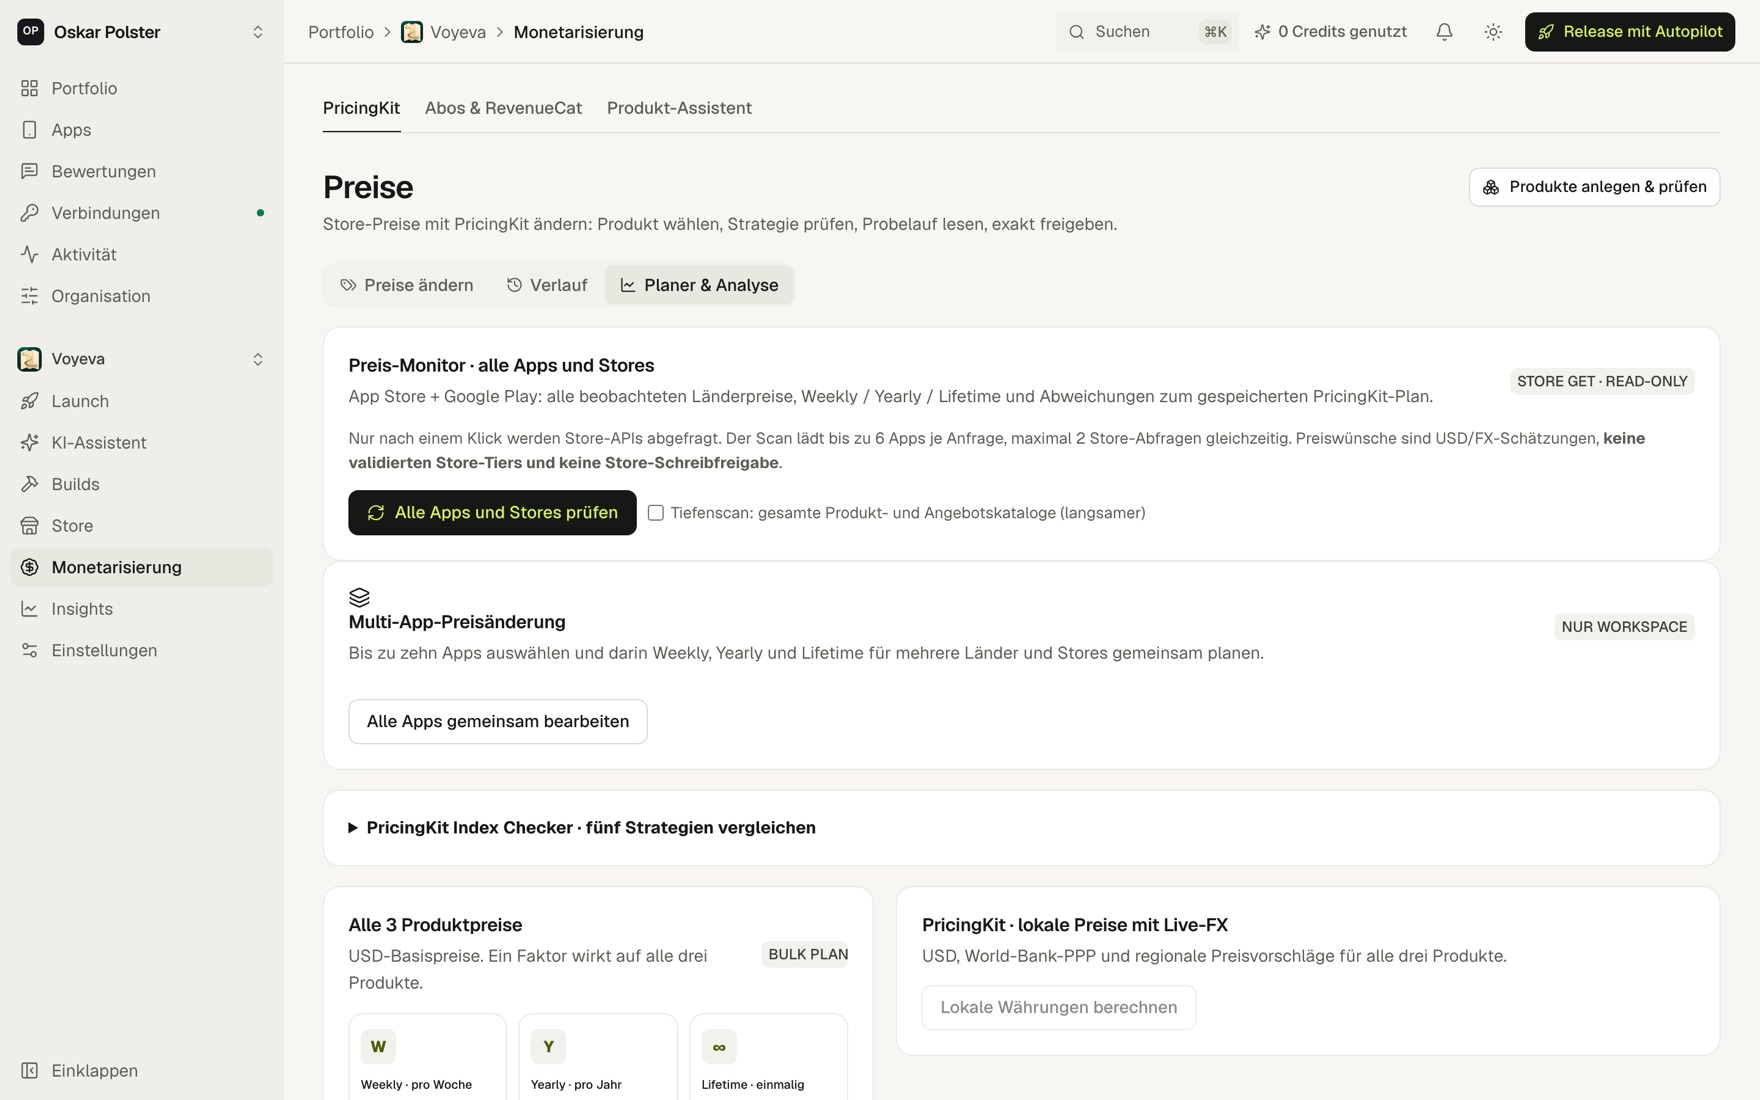 OP Oskar Polster
Portfolio
Apps
Bewertungen
Verbindungen
Aktivität
Organisation
Voyeva
Launch
KI-Assistent
Builds
Store
Monetarisierung
Insights
Einstellungen
Einklappen
Portfolio > Voyeva > Monetarisierung
Suchen ⌘K
0 Credits genutzt
Release mit Autopilot
PricingKit Abos & RevenueCat Produkt-Assistent
Preise
Produkte anlegen & prüfen
Store-Preise mit PricingKit ändern: Produkt wählen, Strategie prüfen, Probelauf lesen, exakt freigeben.
Preise ändern Verlauf Planer & Analyse
Preis-Monitor · alle Apps und Stores
STORE GET · READ-ONLY
App Store + Google Play: alle beobachteten Länderpreise, Weekly / Yearly / Lifetime und Abweichungen zum gespeicherten PricingKit-Plan.
Nur nach einem Klick werden Store-APIs abgefragt. Der Scan lädt bis zu 6 Apps je Anfrage, maximal 2 Store-Abfragen gleichzeitig. Preiswünsche sind USD/FX-Schätzungen, keine
validierten Store-Tiers und keine Store-Schreibfreigabe.
Alle Apps und Stores prüfen
Tiefenscan: gesamte Produkt- und Angebotskataloge (langsamer)
Multi-App-Preisänderung
NUR WORKSPACE
Bis zu zehn Apps auswählen und darin Weekly, Yearly und Lifetime für mehrere Länder und Stores gemeinsam planen.
Alle Apps gemeinsam bearbeiten
PricingKit Index Checker · fünf Strategien vergleichen
Alle 3 Produktpreise
USD-Basispreise. Ein Faktor wirkt auf alle drei
Produkte.
BULK PLAN
W
Weekly · pro Woche
Y
Yearly · pro Jahr
∞
Lifetime · einmalig
PricingKit · lokale Preise mit Live-FX
USD, World-Bank-PPP und regionale Preisvorschläge für alle drei Produkte.
Lokale Währungen berechnen